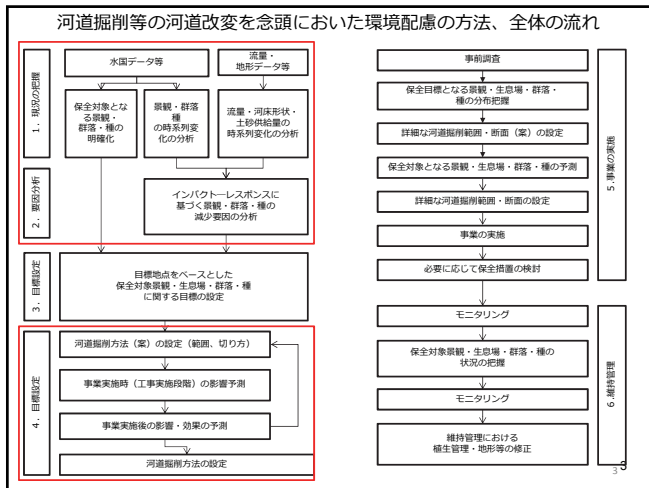 河道掘削等の河道改変を念頭においた環境配慮の方法、全体の流れ
1．現況の把握
水国データ等
流量・
地形データ等
保全対象とな
る景観・
群落・種の
明確化
景観・群落
種
の時系列変
化の分析
流量・河床形状・
土砂供給量の
時系列変化の分析
2．要因分析
インパクト―レスポンスに
基づく景観・群落・種の
減少要因の分析
3．目標設定
目標地点をベースとした
保全対象景観・生息場・群落・種
に関する目標の設定
4．目標設定
河道掘削方法（案）の設定（範囲、切り方）
事業実施時（工事実施段階）の影響予測
事業実施後の影響・効果の予測
河道掘削方法の設定
事前調査
保全目標となる景観・生息場・群落・
種の分布把握
詳細な河道掘削範囲・断面（案）の設定
保全対象となる景観・生息場・群落・種の予測
詳細な河道掘削範囲・断面の設定
事業の実施
必要に応じて保全措置の検討
5．事業の実施
モニタリング
保全対象景観・生息場・群落・種の
状況の把握
モニタリング
維持管理における
植生管理・地形等の修正
6．維持管理
3
3